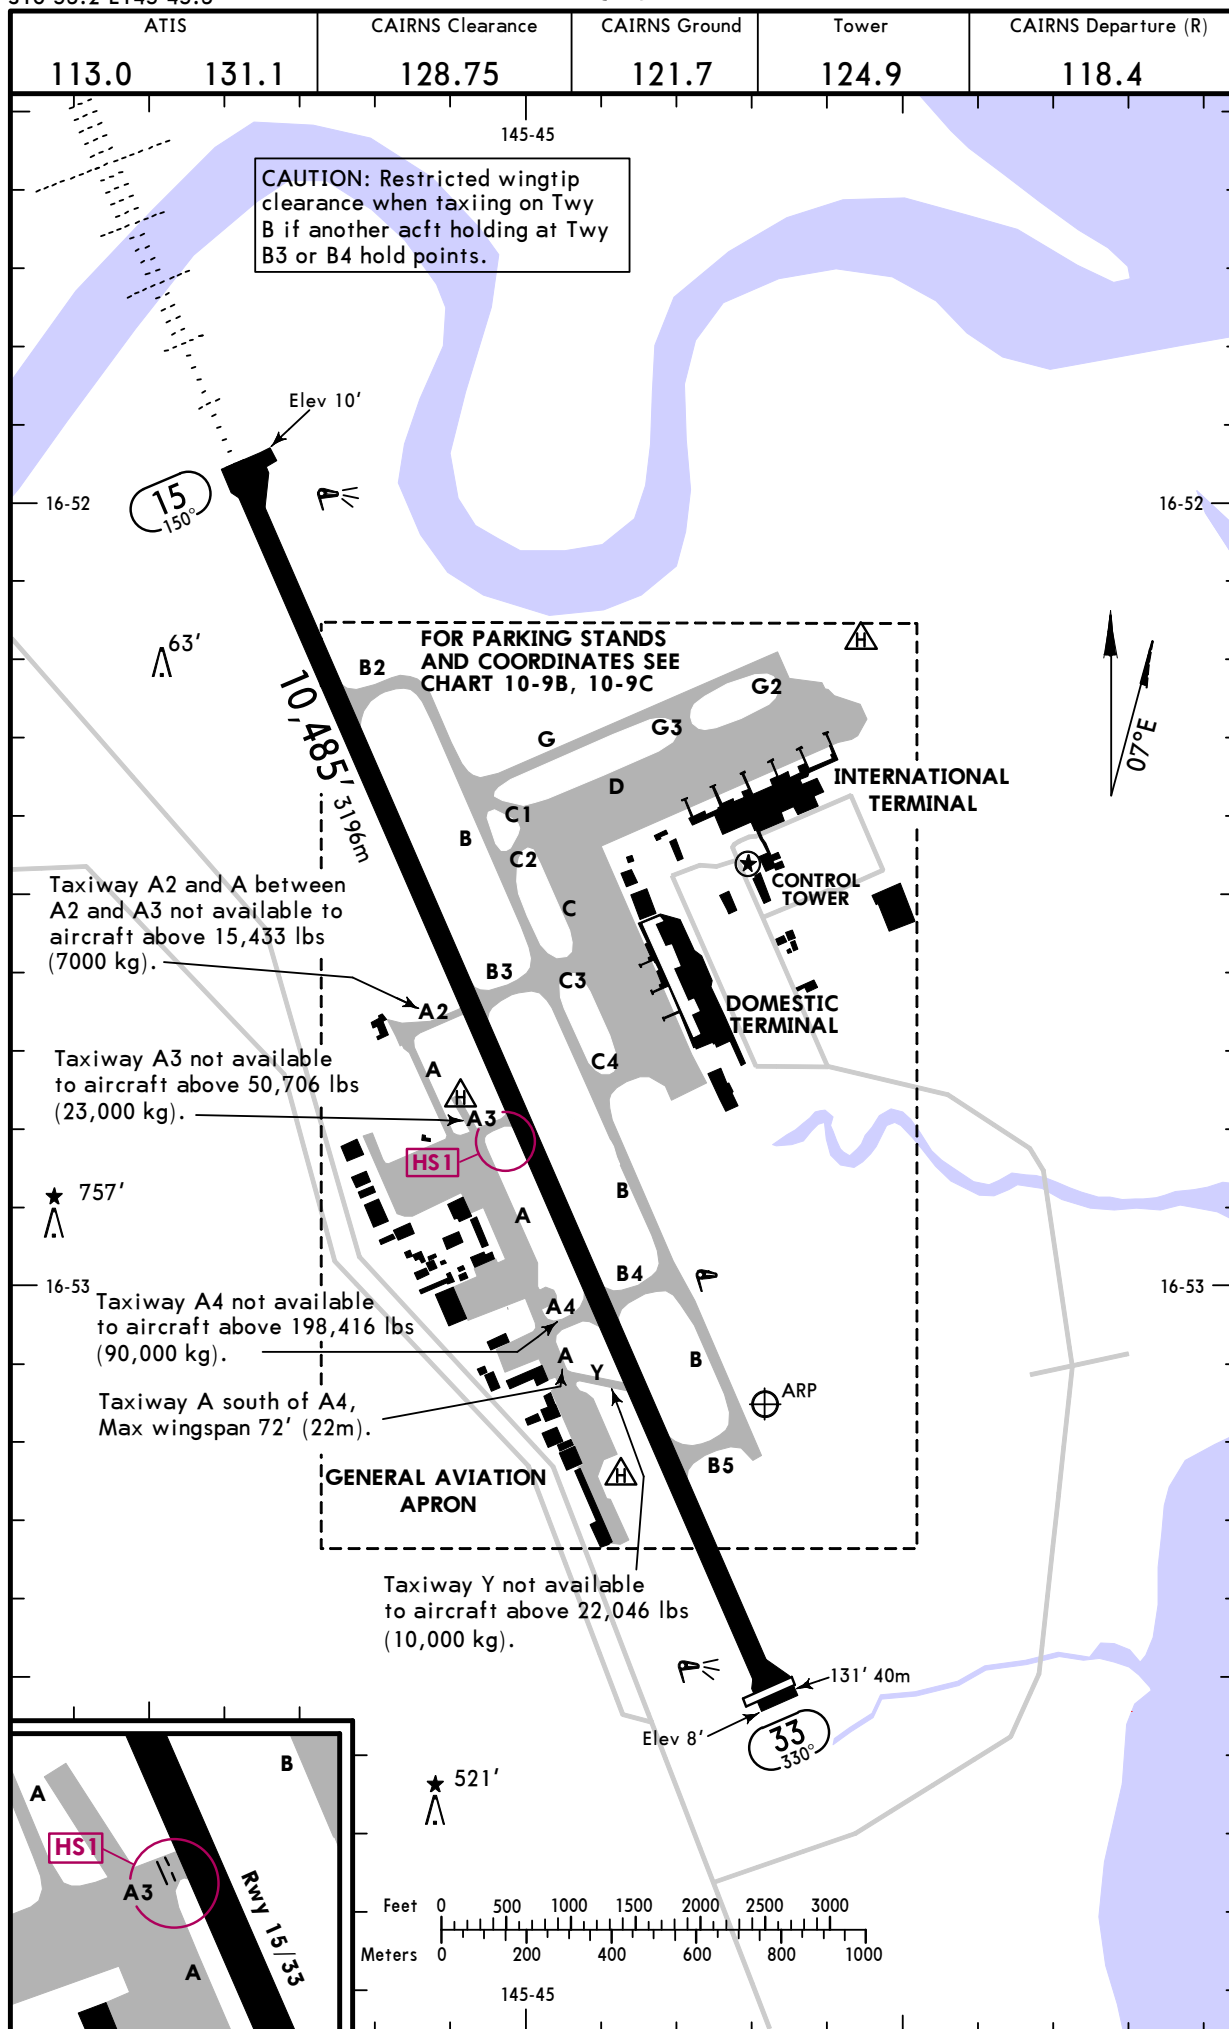 ATIS
CAIRNS Clearance
CAIRNS Ground
Tower
CAIRNS Departure (R)
113.0 131.1
128.75
121.7
124.9
118.4
145-45
CAUTION: Restricted wingtip
clearance when taxiing on Twy
B if another acft holding at Twy
B3 or B4 hold points.
Elev 10'
15
150°
16-52
16-52
63'
FOR PARKING STANDS
AND COORDINATES SEE
CHART 10-9B, 10-9C
H
B2
G2
G3
G
D
10,485'
3196m
07°E
INTERNATIONAL
TERMINAL
C1
B
C2
CONTROL
TOWER
C
Taxiway A2 and A between
A2 and A3 not available to
aircraft above 15,433 lbs
(7000 kg).
B3
C3
A2
DOMESTIC
TERMINAL
Taxiway A3 not available
to aircraft above 50,706 lbs
(23,000 kg).
A
C4
H
A3
HS1
757'
A
B
B4
16-53
16-53
Taxiway A4 not available
to aircraft above 198,416 lbs
(90,000 kg).
A4
A
Y
B
Taxiway A south of A4,
Max wingspan 72' (22m).
ARP
B5
H
GENERAL AVIATION
APRON
Taxiway Y not available
to aircraft above 22,046 lbs
(10,000 kg).
131' 40m
Elev 8'
33
330°
521'
B
A
HS1
A3
Rwy 15/33
A
Feet 0 500 1000 1500 2000 2500 3000
Meters 0 200 400 600 800 1000
145-45